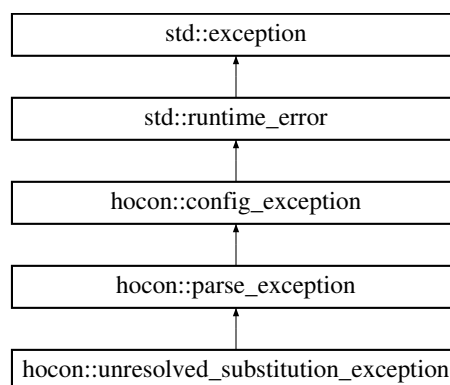 std::exception
std::runtime_error
hocon::config_exception
hocon::parse_exception
hocon::unresolved_substitution_exception